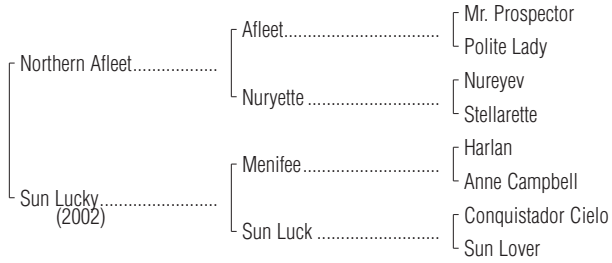 Mr. Prospector
Afleet
Polite Lady
Northern Afleet
Nureyev
Nuryette
Stellarette
Harlan
Menifee
Anne Campbell
Sun Lucky
(2002)
Conquistador Cielo
Sun Luck
Sun Lover